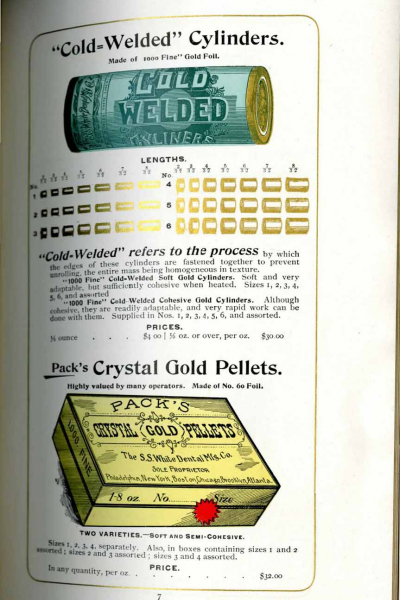 "Cold-Welded" Cylinders.
Made of 1000 Fine" Gold Foil.
COLD
WELDED
CYLINDERS
LENGTHS.
No.
No.
1
4
2
5
3
6
"Cold-Welded" refers to the process by which
the edges of these cylinders are fastened together to prevent
unrolling, the entire mass being homogeneous in texture.
"1000 Fine" Cold-Welded Soft Gold Cylinders. Soft and very
adaptable, but sufficiently cohesive when heated. Sizes 1, 2, 3, 4,
5, 6, and assorted
"1000 Fine" Cold-Welded Cohesive Gold Cylinders. Although
cohesive, they are readily adaptable, and very rapid work can be
done with them. Supplied in Nos. 1, 2, 3, 4, 5, 6, and assorted.
PRICES.
⅛ ounce . . . $4 00 | ½ oz. or over, per oz. $30.00
Pack's Crystal Gold Pellets.
Highly valued by many operators. Made of No. 60 Foil.
PACK'S
CRYSTAL GOLD PELLETS
The S.S. White Dental Mfg. Co.
SOLE PROPRIETOR
Philadelphia, New York, Boston, Chicago, Brooklyn, Atlanta.
1-8 oz No. Size
1000 FINE
TWO VARIETIES.—SOFT AND SEMI-COHESIVE.
Sizes 1, 2, 3, 4, separately. Also, in boxes containing sizes 1 and 2
assorted; sizes 2 and 3 assorted; sizes 3 and 4 assorted.
PRICE.
In any quantity, per oz. . . . . . . . $32.00
7